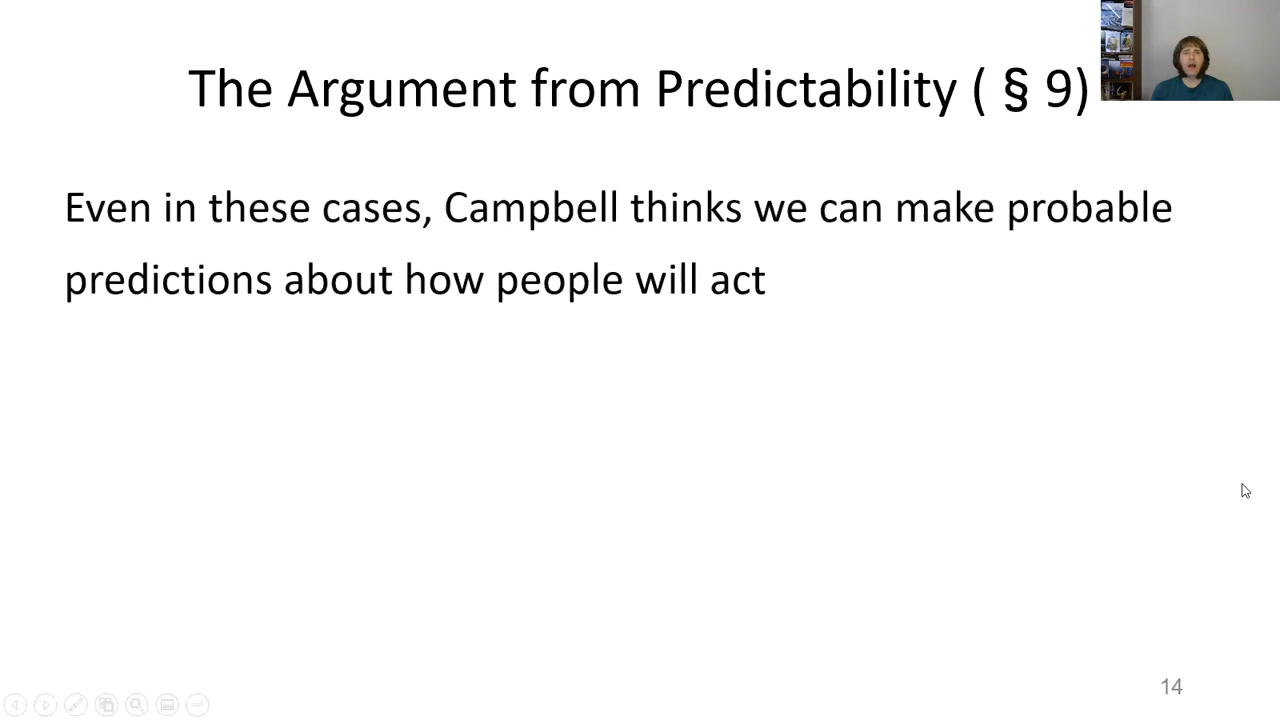 The Argument from Predictability ( § 9)
Even in these cases, Campbell thinks we can make probable
predictions about how people will act
14